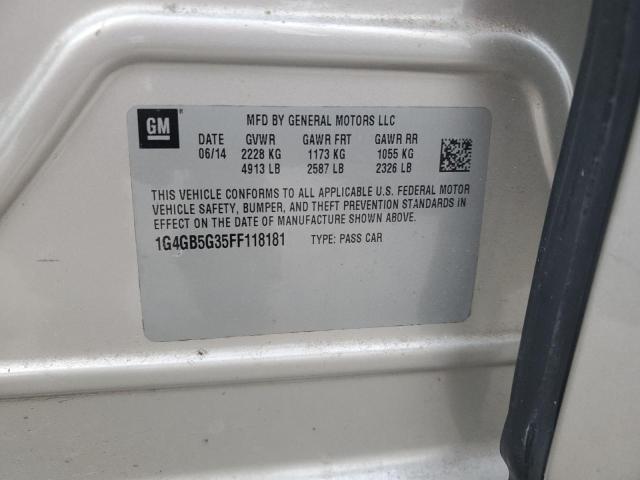 GM ®
MFD BY GENERAL MOTORS LLC
DATE GVWR GAWR FRT GAWR RR
06/14 2228 KG 1173 KG 1055 KG
4913 LB 2587 LB 2326 LB
THIS VEHICLE CONFORMS TO ALL APPLICABLE U.S. FEDERAL MOTOR
VEHICLE SAFETY, BUMPER, AND THEFT PREVENTION STANDARDS IN
EFFECT ON THE DATE OF MANUFACTURE SHOWN ABOVE.
1G4GB5G35FF118181 TYPE: PASS CAR